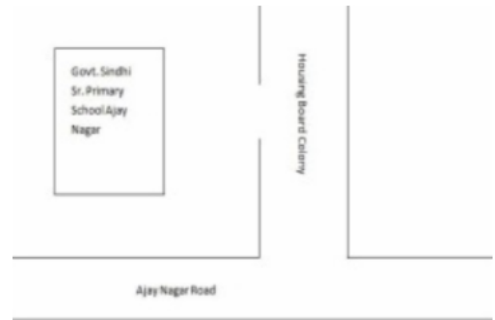 Govt. Sindhi
Sr. Primary
School Ajay
Nagar
Housing Board Colony
Ajay Nagar Road